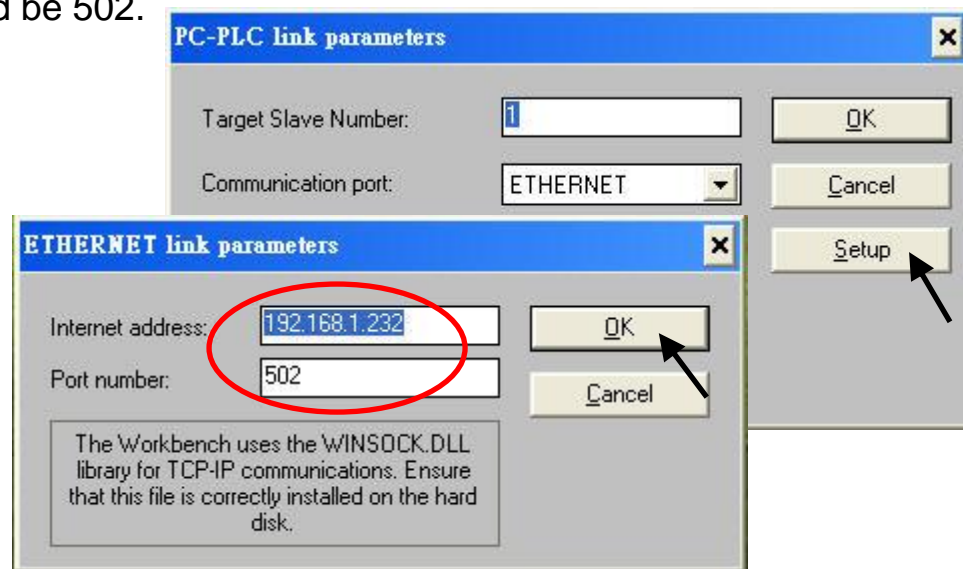 d be 502.
PC-PLC link parameters
Target Slave Number:
1
OK
Communication port:
ETHERNET
Cancel
Setup
ETHERNET link parameters
Internet address:
192.168.1.232
OK
Port number:
502
Cancel
The Workbench uses the WINSOCK.DLL
library for TCP-IP communications. Ensure
that this file is correctly installed on the hard
disk.